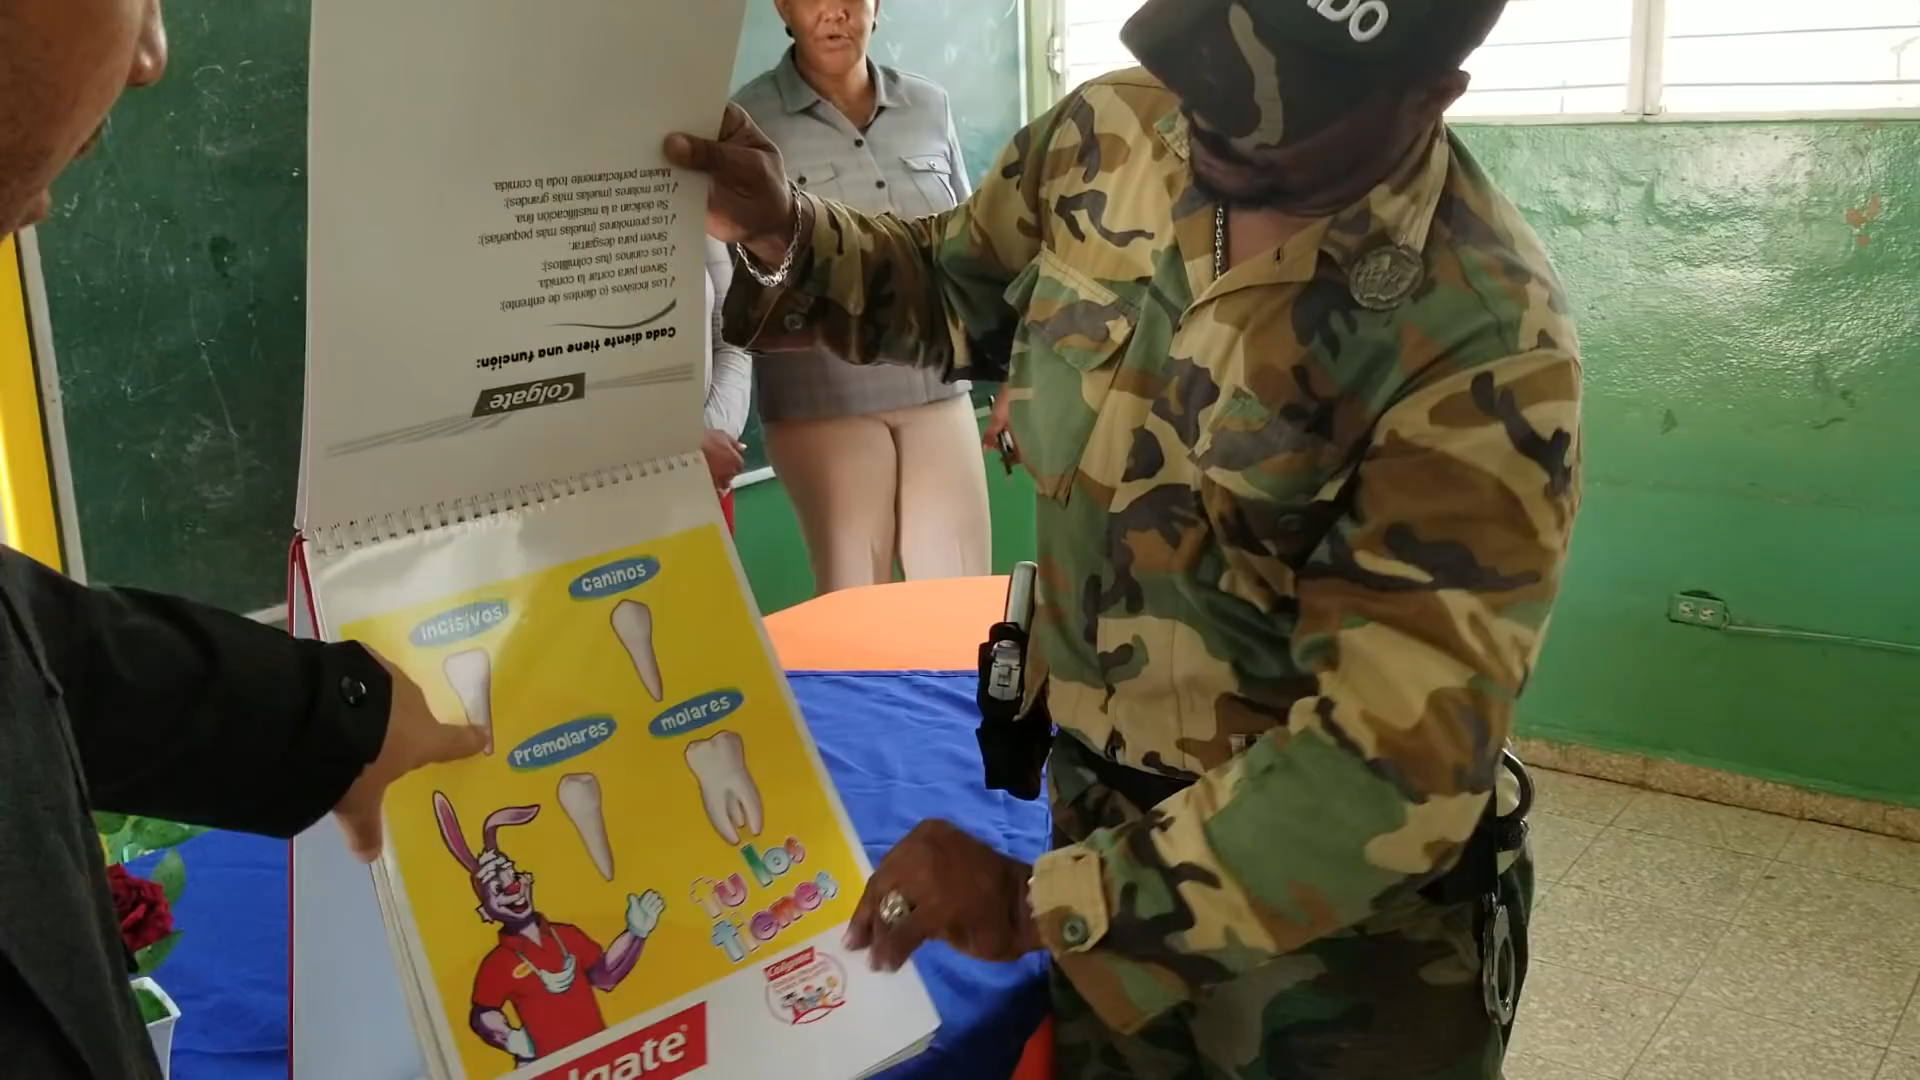 Colgate
Cada diente tiene una función:
√ Los incisivos (o dientes de enfrente):
Sirven para cortar la comida.
√ Los caninos (tus colmillos):
Sirven para desgarrar.
√ Los premolares (muelas más pequeñas):
Se dedican a la masticación fina.
√ Los molares (muelas más grandes):
Muelen perfectamente toda la comida.
incisivos
caninos
premolares
molares
tu los
tienes
Colgate
lgate